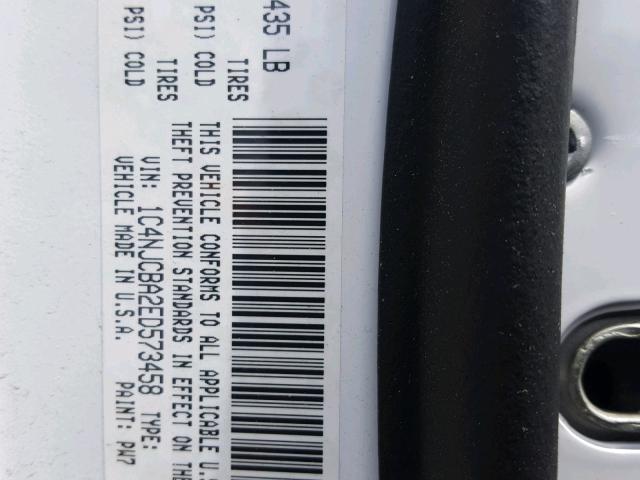 435 LB
TIRES
PSI) COLD
TIRES
PSI) COLD
THIS VEHICLE CONFORMS TO ALL APPLICABLE U.S
THEFT PREVENTION STANDARDS IN EFFECT ON THE
VIN: 1C4NJCBA2ED573458 TYPE:
VEHICLE MADE IN U.S.A. PAINT: PW7